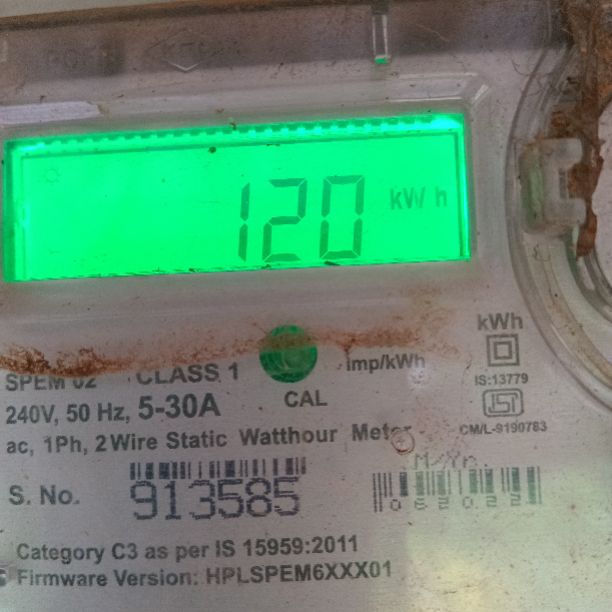 120 kWh
kWh
SPEM 02 CLASS 1 imp/kWh
IS:13779
240V, 50 Hz, 5-30A CAL
CM/L-9190783
ac, 1Ph, 2 Wire Static Watthour Meter
M/Yr.
S. No. 913585
Category C3 as per IS 15959:2011
Firmware Version: HPLSPEM6XXX01